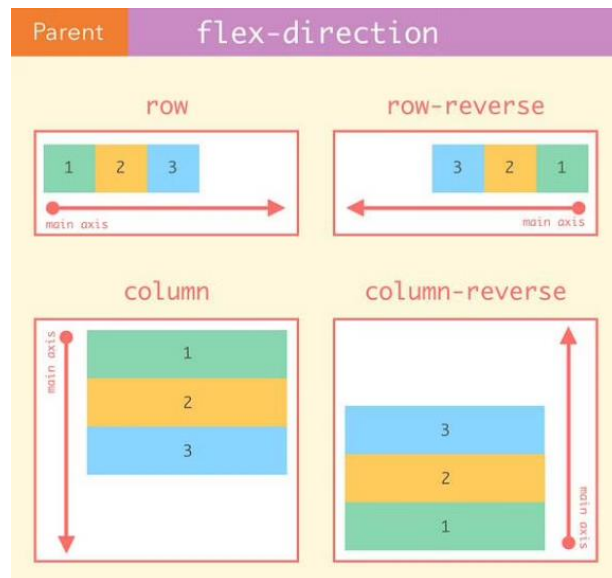 Parent
flex-direction
row
1 2 3
main axis
row-reverse
3 2 1
main axis
column
main axis
1
2
3
column-reverse
3
2
1
main axis